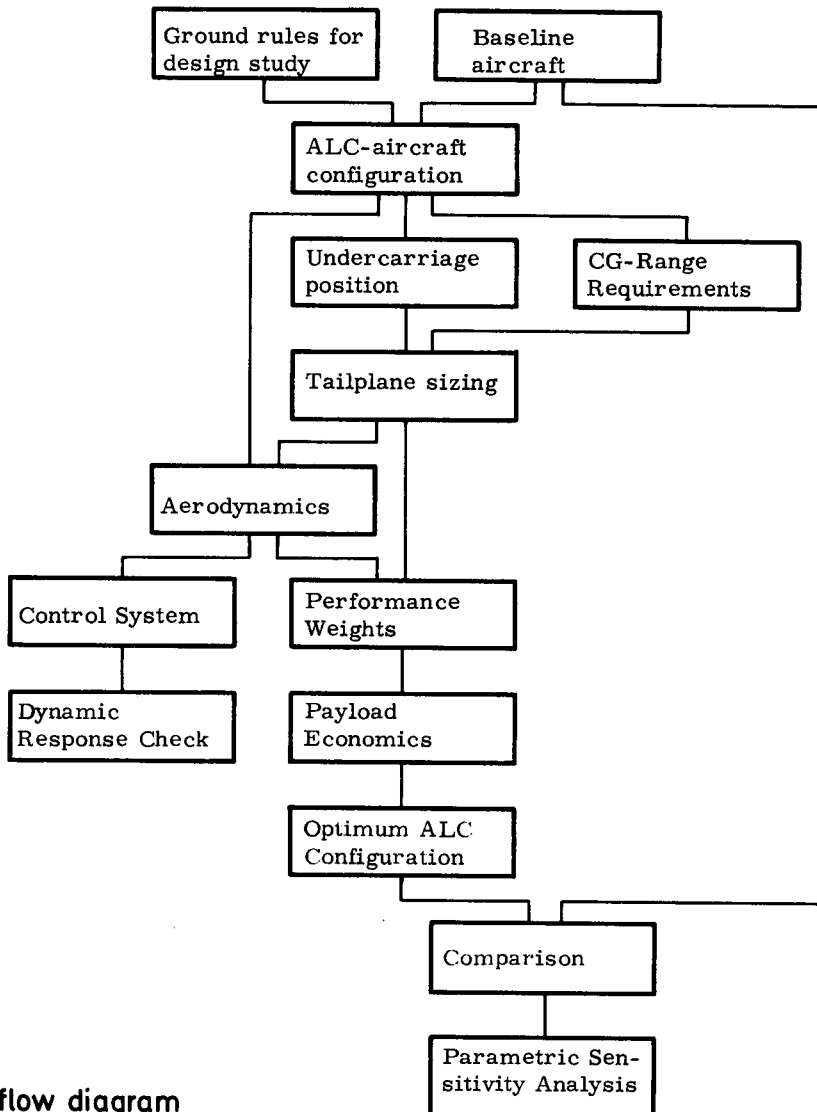 Ground rules for
design study
Baseline
aircraft
ALC-aircraft
configuration
Undercarriage
position
CG-Range
Requirements
Tailplane sizing
Aerodynamics
Control System
Performance
Weights
Dynamic
Response Check
Payload
Economics
Optimum ALC
Configuration
Comparison
Parametric Sen-
sitivity Analysis
flow diagram